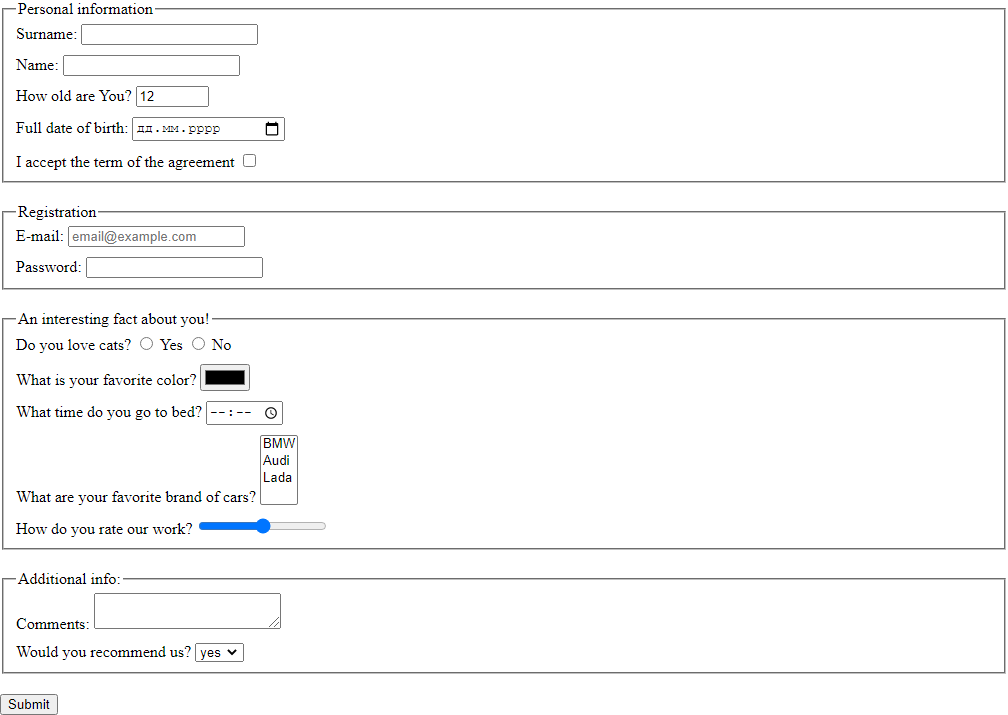 Personal information
Surname:
Name:
How old are You? 12
Full date of birth: дд.мм.рррр
I accept the term of the agreement
Registration
E-mail: email@example.com
Password:
An interesting fact about you!
Do you love cats? Yes No
What is your favorite color?
What time do you go to bed? --:--
BMW
Audi
Lada
What are your favorite brand of cars?
How do you rate our work?
Additional info:
Comments:
Would you recommend us? yes
Submit